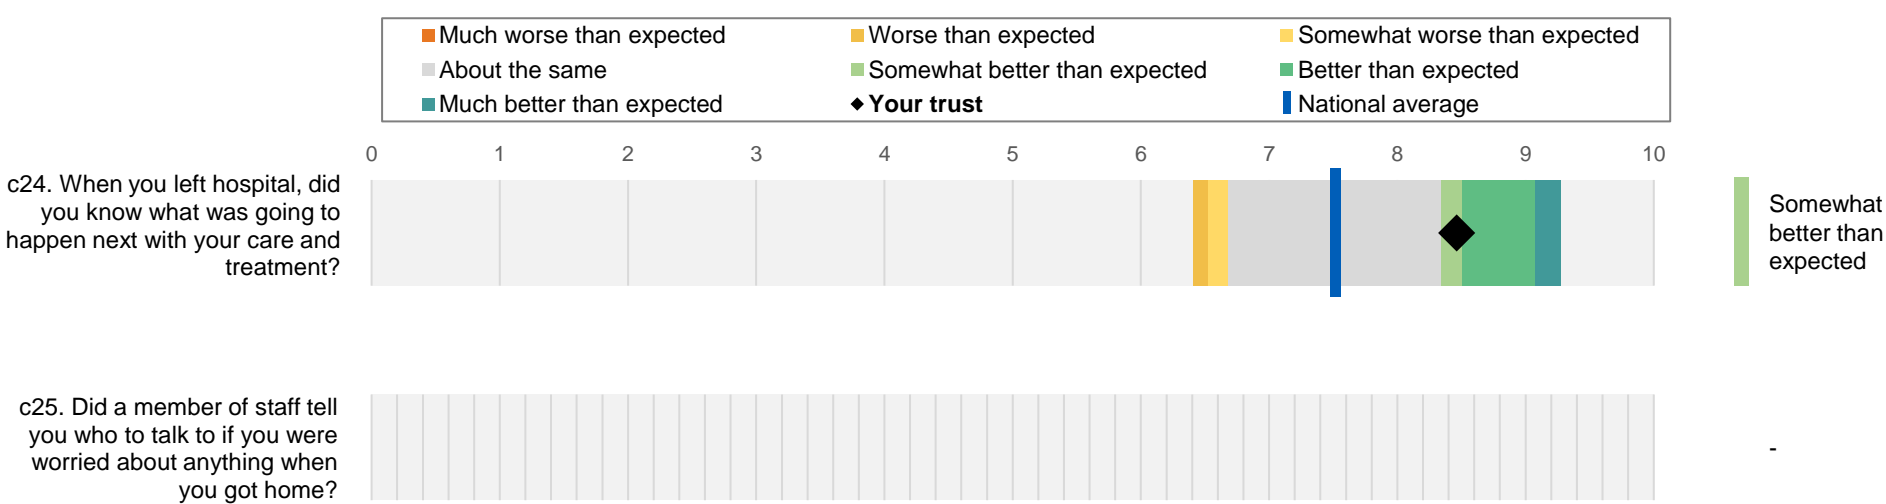 Much worse than expected Worse than expected Somewhat worse than expected
About the same Somewhat better than expected Better than expected
Much better than expected Your trust National average
0 1 2 3 4 5 6 7 8 9 10
c24. When you left hospital, did
you know what was going to
happen next with your care and
treatment?
Somewhat
better than
expected
c25. Did a member of staff tell
you who to talk to if you were
worried about anything when
you got home?
-